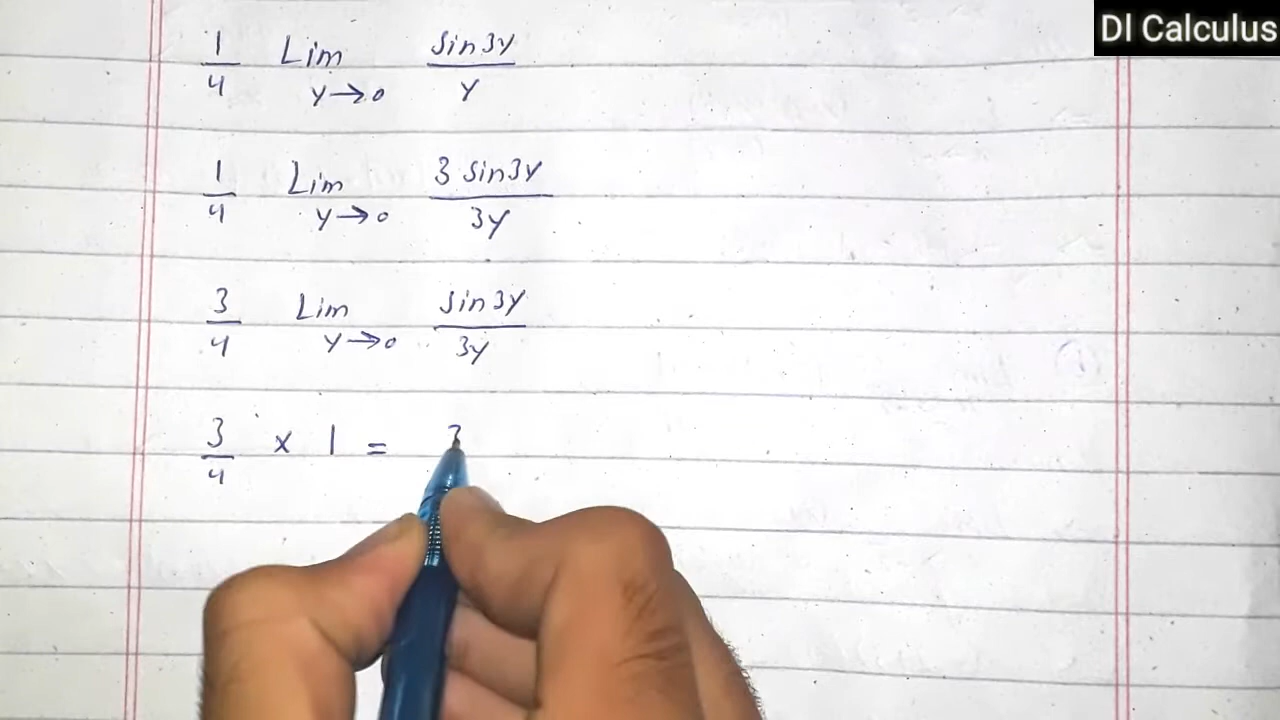 DI Calculus
1/4 Lim y→0 sin3y/y
1/4 Lim y→0 3 sin3y/3y
3/4 Lim y→0 sin3y/3y
3/4 x 1 = 3